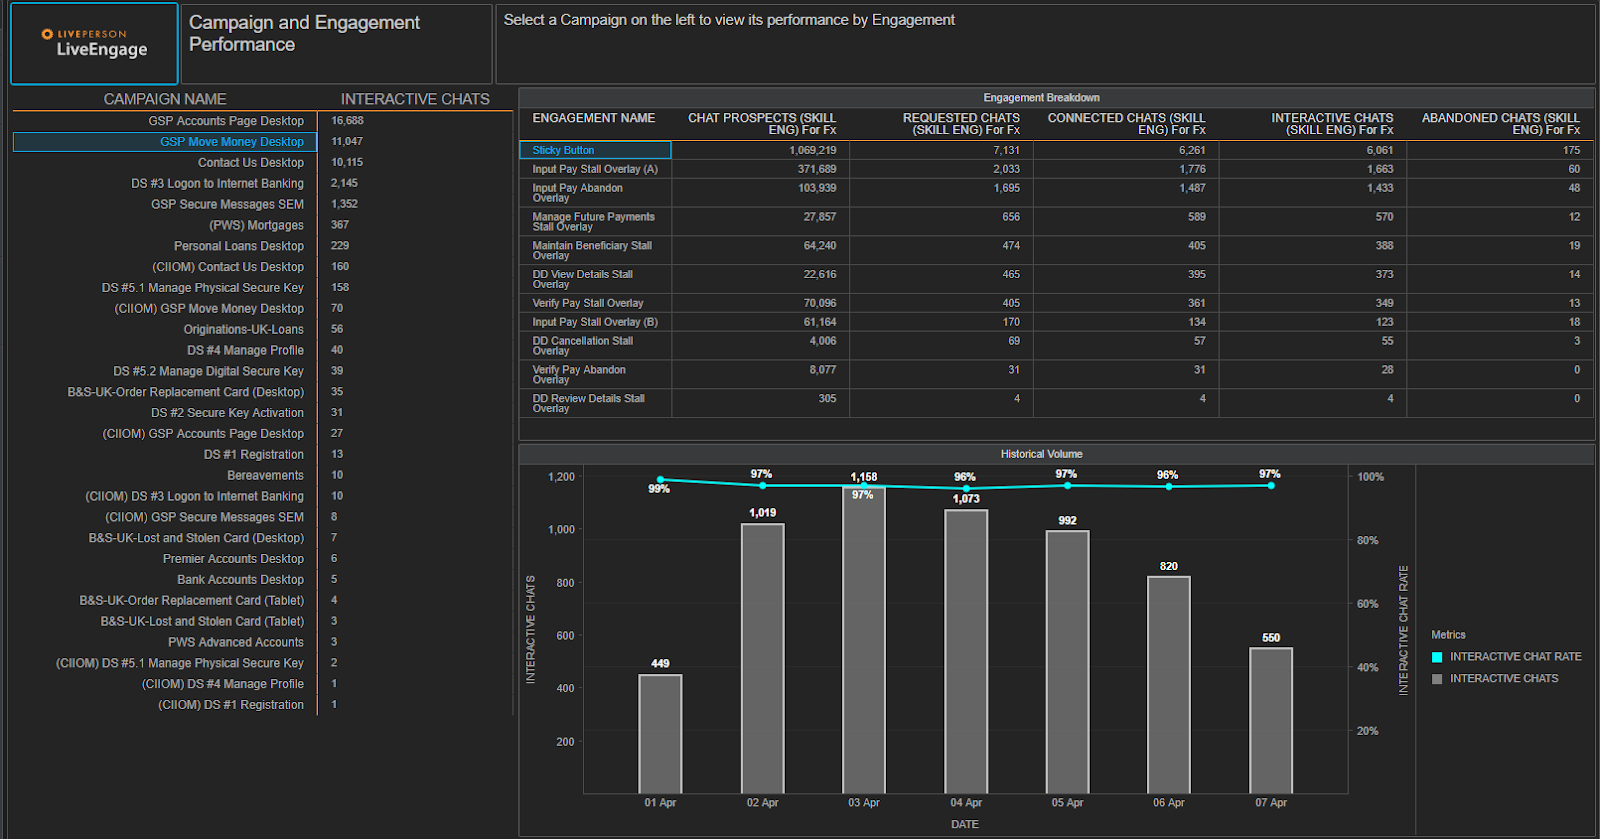 LIVEPERSON
LiveEngage
Campaign and Engagement
Performance
Select a Campaign on the left to view its performance by Engagement
CAMPAIGN NAME INTERACTIVE CHATS
GSP Accounts Page Desktop 16,688
GSP Move Money Desktop 11,047
Contact Us Desktop 10,115
DS #3 Logon to Internet Banking 2,145
GSP Secure Messages SEM 1,352
(PWS) Mortgages 367
Personal Loans Desktop 229
(CIIOM) Contact Us Desktop 160
DS #5.1 Manage Physical Secure Key 158
(CIIOM) GSP Move Money Desktop 70
Originations-UK-Loans 56
DS #4 Manage Profile 40
DS #5.2 Manage Digital Secure Key 39
B&S-UK-Order Replacement Card (Desktop) 35
DS #2 Secure Key Activation 31
(CIIOM) GSP Accounts Page Desktop 27
DS #1 Registration 13
Bereavements 10
(CIIOM) DS #3 Logon to Internet Banking 10
(CIIOM) GSP Secure Messages SEM 8
B&S-UK-Lost and Stolen Card (Desktop) 7
Premier Accounts Desktop 6
Bank Accounts Desktop 5
B&S-UK-Order Replacement Card (Tablet) 4
B&S-UK-Lost and Stolen Card (Tablet) 3
PWS Advanced Accounts 3
(CIIOM) DS #5.1 Manage Physical Secure Key 2
(CIIOM) DS #4 Manage Profile 1
(CIIOM) DS #1 Registration 1
Engagement Breakdown
ENGAGEMENT NAME CHAT PROSPECTS (SKILL REQUESTED CHATS CONNECTED CHATS (SKILL INTERACTIVE CHATS ABANDONED CHATS (SKILL
ENG) For Fx (SKILL ENG) For Fx ENG) For Fx (SKILL ENG) For Fx ENG) For Fx
Sticky Button 1,069,219 7,131 6,261 6,061 175
Input Pay Stall Overlay (A) 371,689 2,033 1,776 1,663 60
Input Pay Abandon 103,939 1,695 1,487 1,433 48
Overlay
Manage Future Payments 27,857 656 589 570 12
Stall Overlay
Maintain Beneficiary Stall 64,240 474 405 388 19
Overlay
DD View Details Stall 22,616 465 395 373 14
Overlay
Verify Pay Stall Overlay 70,096 405 361 349 13
Input Pay Stall Overlay (B) 61,164 170 134 123 18
DD Cancellation Stall 4,006 69 57 55 3
Overlay
Verify Pay Abandon 8,077 31 31 28 0
Overlay
DD Review Details Stall 305 4 4 4 0
Overlay
Historical Volume
1,200 97% 1,158 96% 97% 96% 97% 100%
99% 97% 1,073
1,019
992
1,000
80%
820
800
60%
600
550
449
40%
400
200
20%
INTERACTIVE CHATS
INTERACTIVE CHAT RATE
01 Apr 02 Apr 03 Apr 04 Apr 05 Apr 06 Apr 07 Apr
DATE
Metrics
INTERACTIVE CHAT RATE
INTERACTIVE CHATS